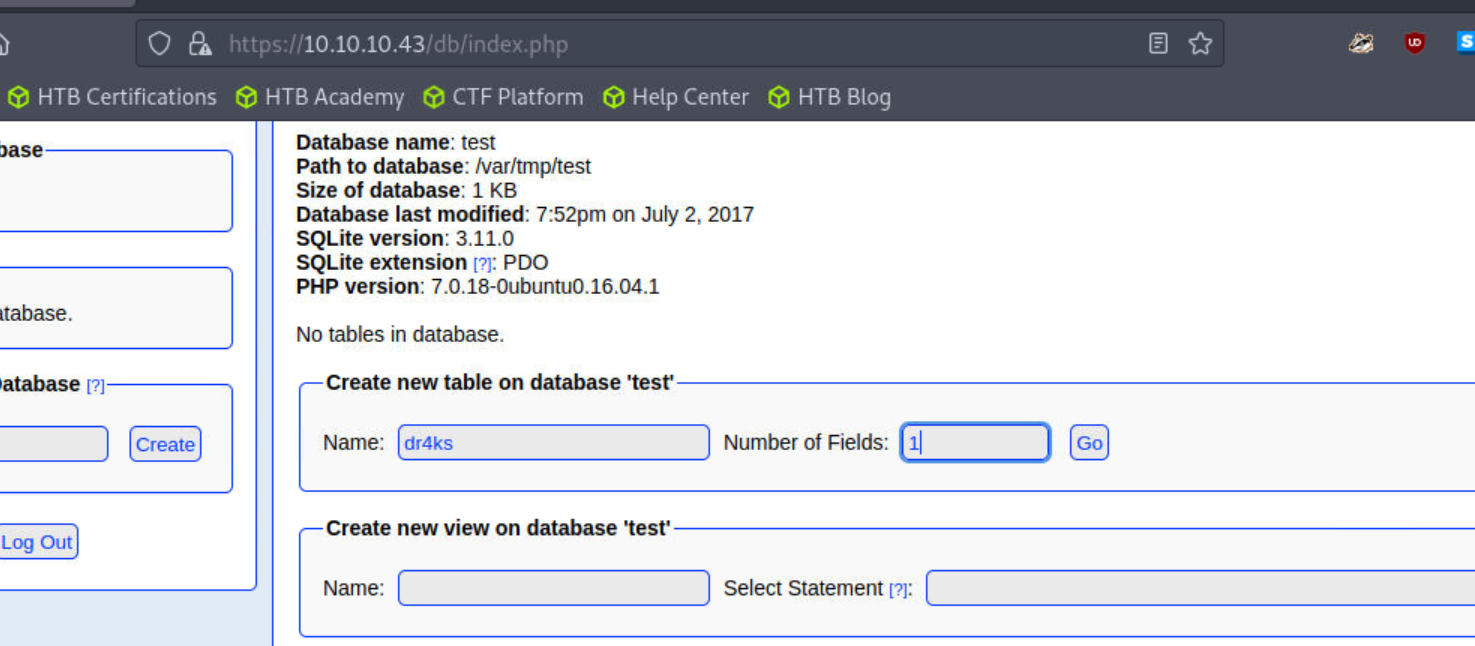 https://10.10.10.43/db/index.php
HTB Certifications HTB Academy CTF Platform Help Center HTB Blog
base
atabase.
Database [?]
Create
Log Out
Database name: test
Path to database: /var/tmp/test
Size of database: 1 KB
Database last modified: 7:52pm on July 2, 2017
SQLite version: 3.11.0
SQLite extension [?]: PDO
PHP version: 7.0.18-0ubuntu0.16.04.1
No tables in database.
Create new table on database 'test'
Name: dr4ks Number of Fields: 1 Go
Create new view on database 'test'
Name: Select Statement [?]: